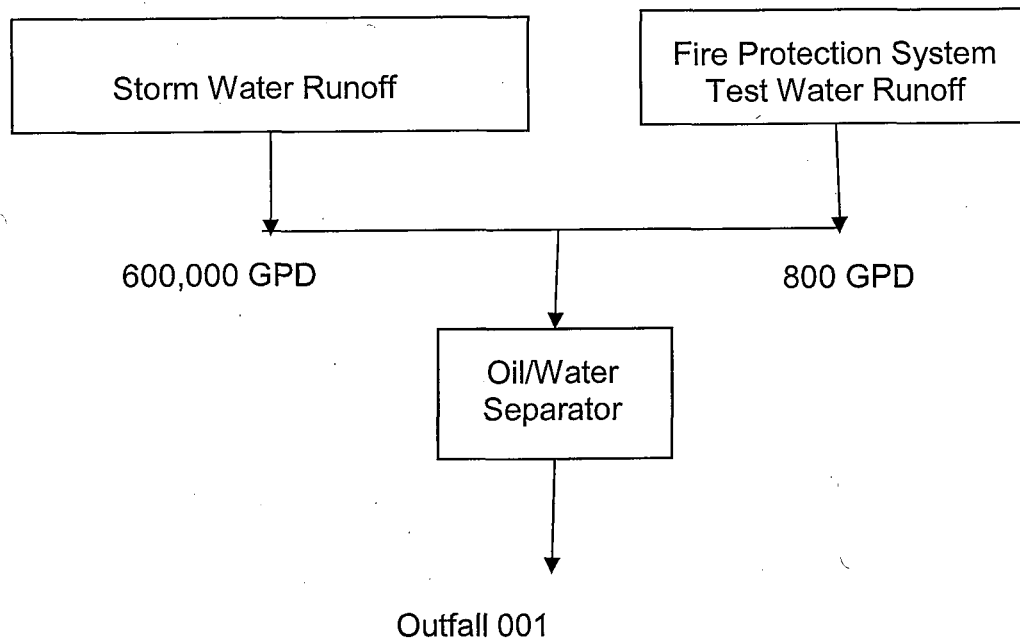 Storm Water Runoff
Fire Protection System
Test Water Runoff
600,000 GPD
800 GPD
Oil/Water
Separator
Outfall 001